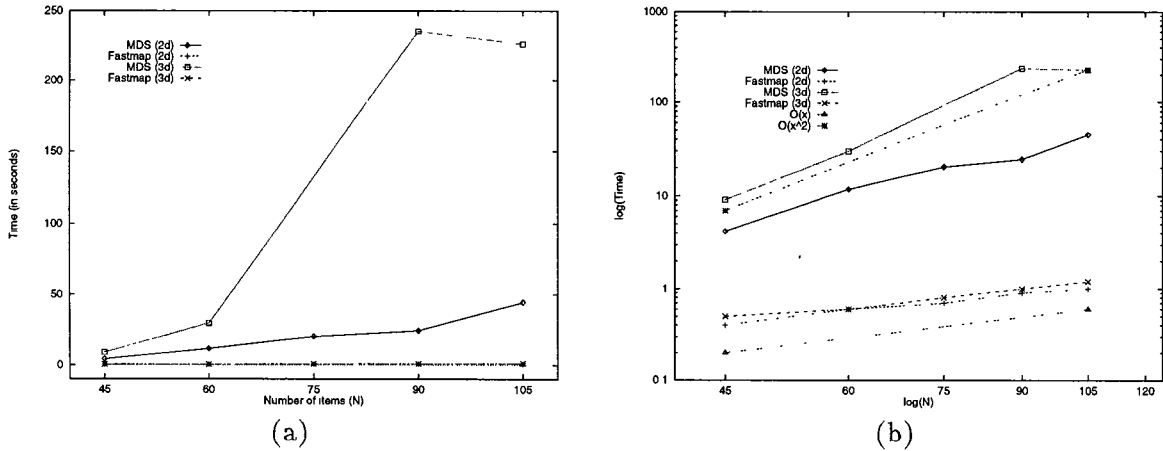 250
200
150
100
50
0
Time (in seconds)
MDS (2d)
Fastmap (2d)
MDS (3d)
Fastmap (3d)
45 60 75 90 105
Number of items (N)
(a)
1000
100
10
1
0 1
log(Time)
MDS (2d)
Fastmap (2d)
MDS (3d)
Fastmap (3d)
O(x)
O(x^2)
45 60 75 90 105 120
log(N)
(b)